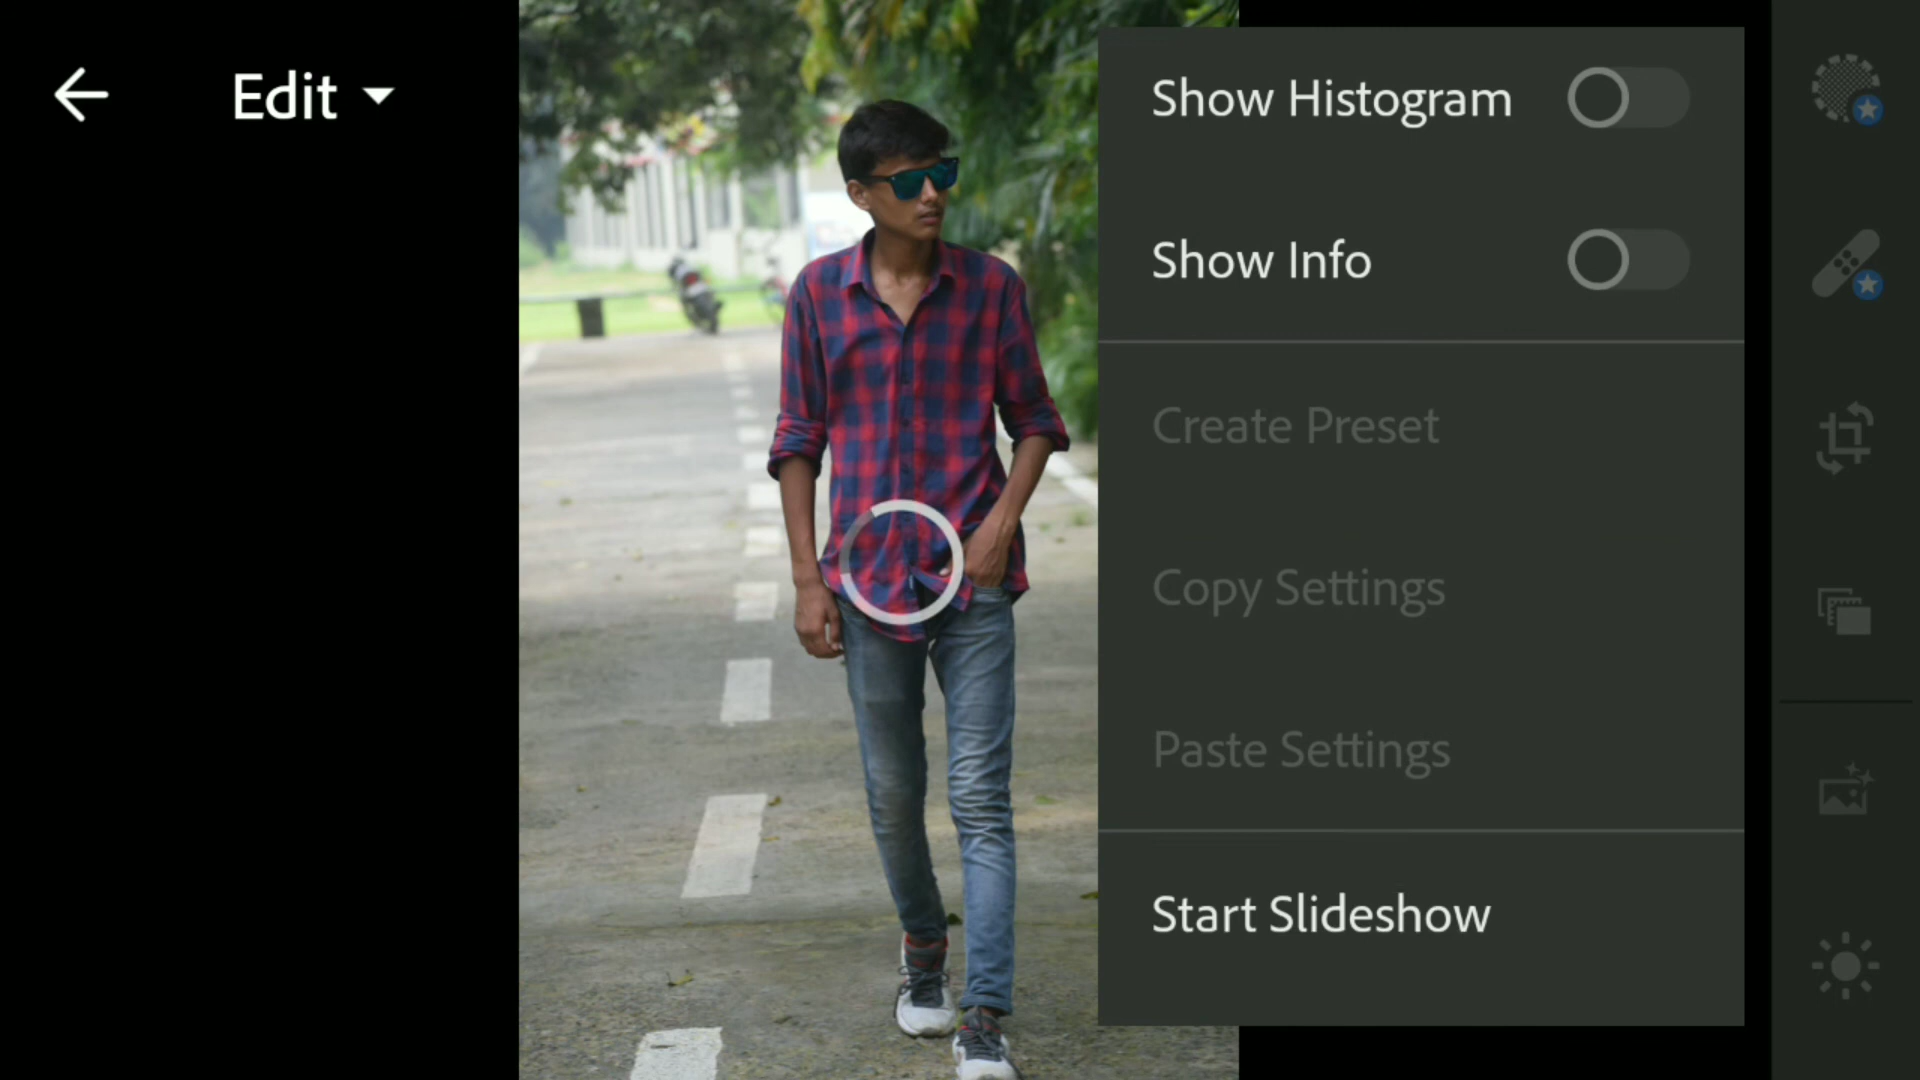 Edit
Show Histogram
Show Info
Create Preset
Copy Settings
Paste Settings
Start Slideshow